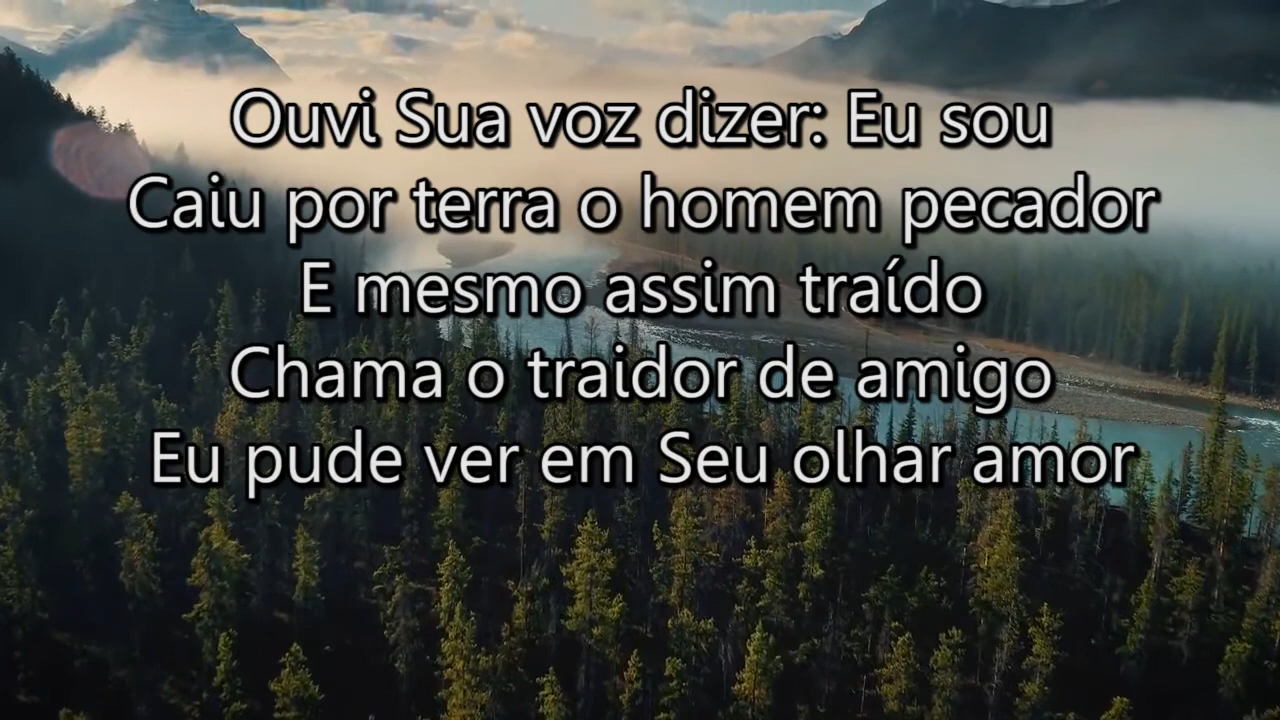 Ouvi Sua voz dizer: Eu sou
Caiu por terra o homem pecador
E mesmo assim traído
Chama o traidor de amigo
Eu pude ver em Seu olhar amor